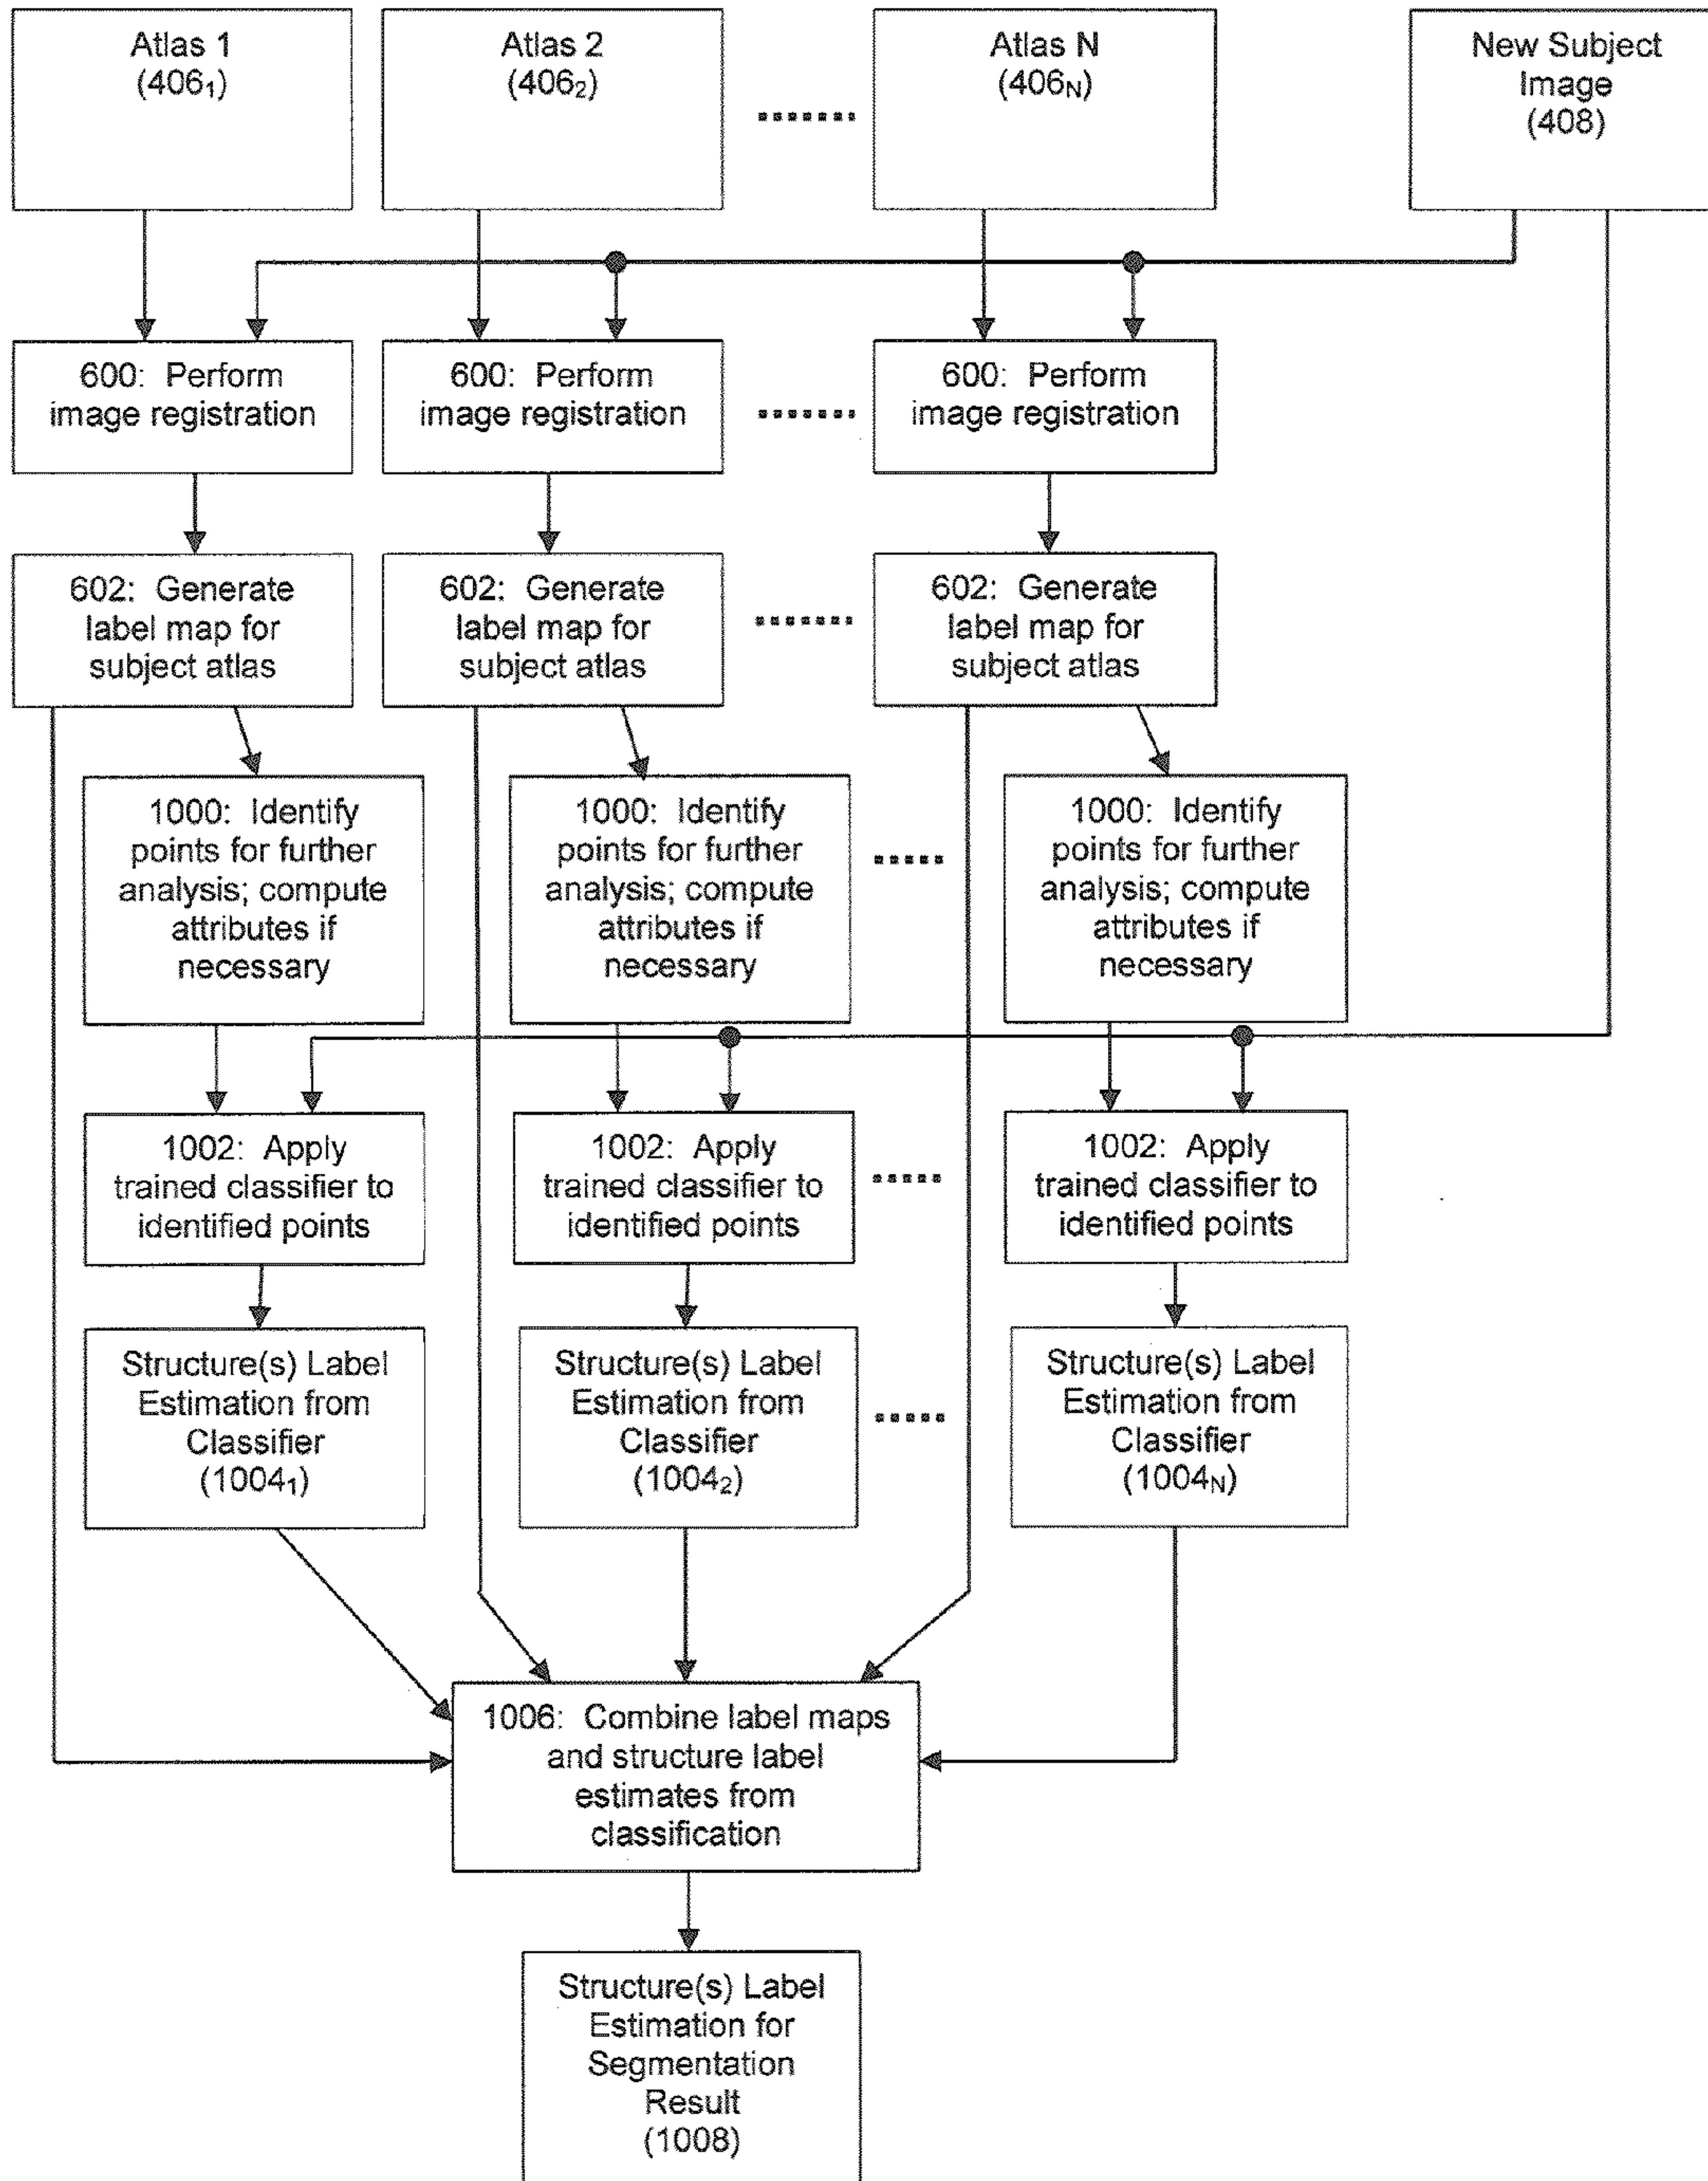 Atlas 1
(406₁)
Atlas 2
(406₂)
Atlas N
(406_N)
New Subject
Image
(408)
600: Perform
image registration
600: Perform
image registration
600: Perform
image registration
602: Generate
label map for
subject atlas
602: Generate
label map for
subject atlas
602: Generate
label map for
subject atlas
1000: Identify
points for further
analysis; compute
attributes if
necessary
1000: Identify
points for further
analysis; compute
attributes if
necessary
1000: Identify
points for further
analysis; compute
attributes if
necessary
1002: Apply
trained classifier to
identified points
1002: Apply
trained classifier to
identified points
1002: Apply
trained classifier to
identified points
Structure(s) Label
Estimation from
Classifier
(1004₁)
Structure(s) Label
Estimation from
Classifier
(1004₂)
Structure(s) Label
Estimation from
Classifier
(1004_N)
1006: Combine label maps
and structure label
estimates from
classification
Structure(s) Label
Estimation for
Segmentation
Result
(1008)